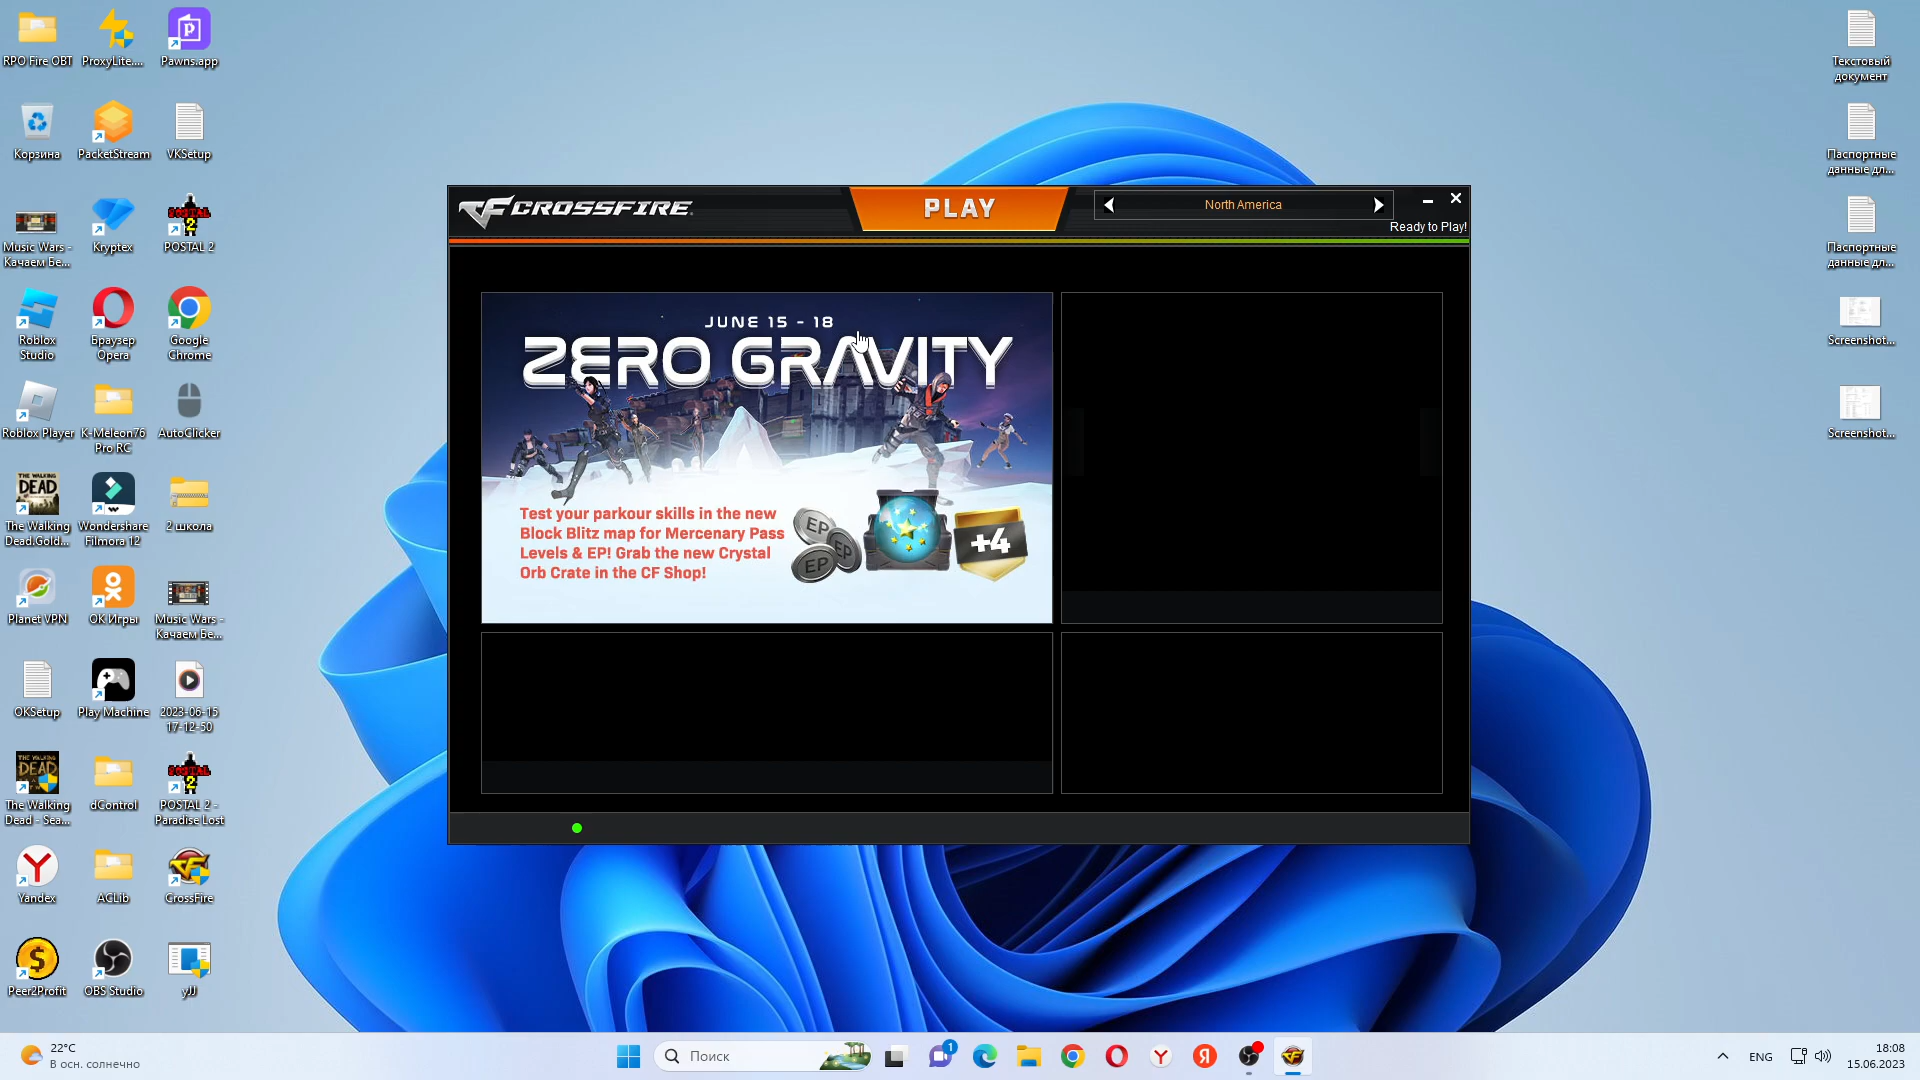 RPO Fire OBT
ProxyLite....
Pawns.app
Корзина
PacketStream
VKSetup
Music Wars -
Качаем Бе...
Kryptex
POSTAL 2
Roblox
Studio
Браузер
Opera
Google
Chrome
Roblox Player
K-Meleon76
Pro RC
AutoClicker
The Walking
Dead.Gold...
Wondershare
Filmora 12
2 школа
Planet VPN
ОК Игры
Music Wars -
Качаем Бе...
OKSetup
Play Machine
2023-06-15
17-12-50
The Walking
Dead - Sea...
dControl
POSTAL 2 -
Paradise Lost
Yandex
ACLib
CrossFire
Peer2Profit
OBS Studio
yJJ
CROSSFIRE
PLAY
North America
Ready to Play!
JUNE 15 - 18
ZERO GRAVITY
Test your parkour skills in the new
Block Blitz map for Mercenary Pass
Levels & EP! Grab the new Crystal
Orb Crate in the CF Shop!
EP
EP
EP
+4
Текстовый
документ
Паспортные
данные дл...
Паспортные
данные дл...
Screenshot...
Screenshot...
22°C
В осн. солнечно
Поиск
1
ENG
18:08
15.06.2023